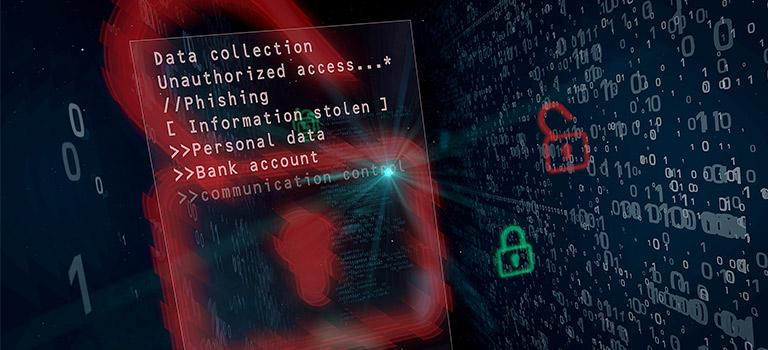 Data collection
Unauthorized access...*
//Phishing
[ Information stolen ]
>>Personal data
>>Bank account
>>communication control